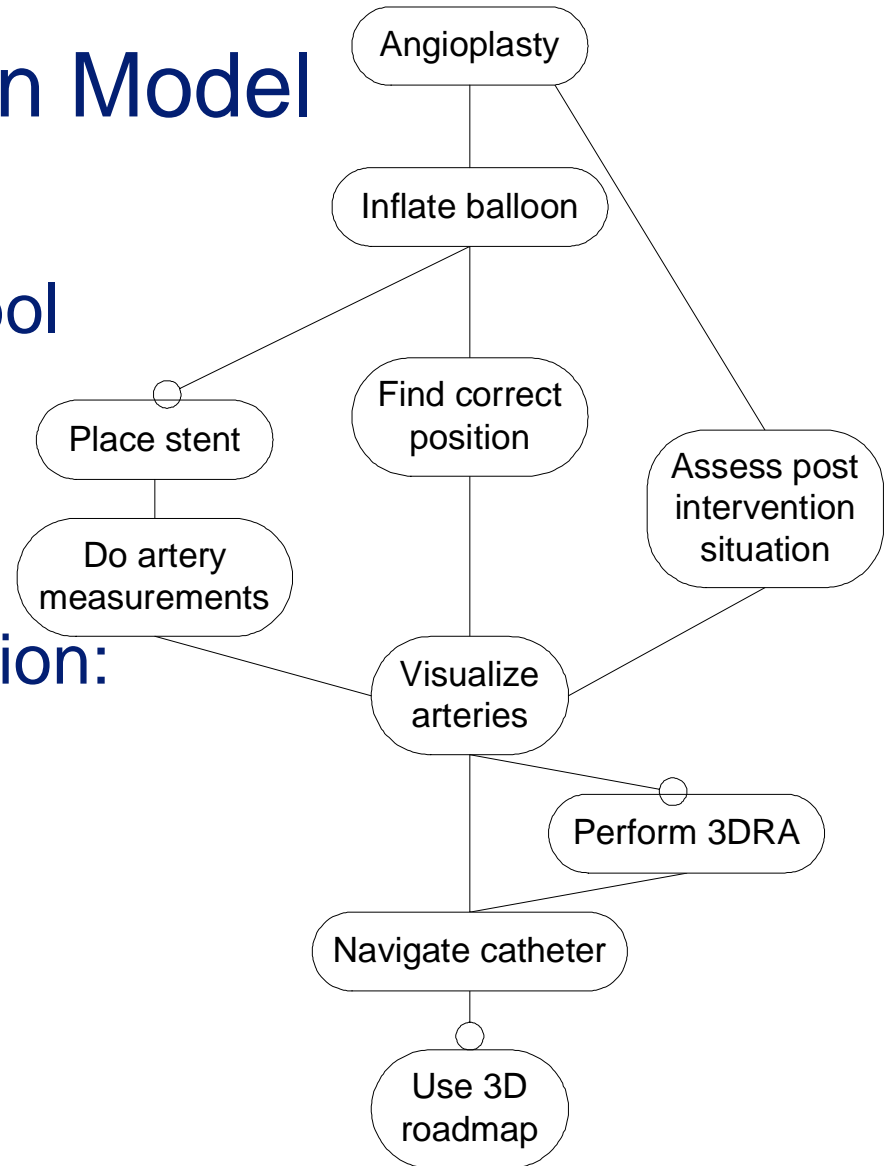 Angioplasty
n Model
Inflate balloon
ool
Find correct
position
Place stent
Assess post
intervention
situation
Do artery
measurements
ion:
Visualize
arteries
Perform 3DRA
Navigate catheter
Use 3D
roadmap